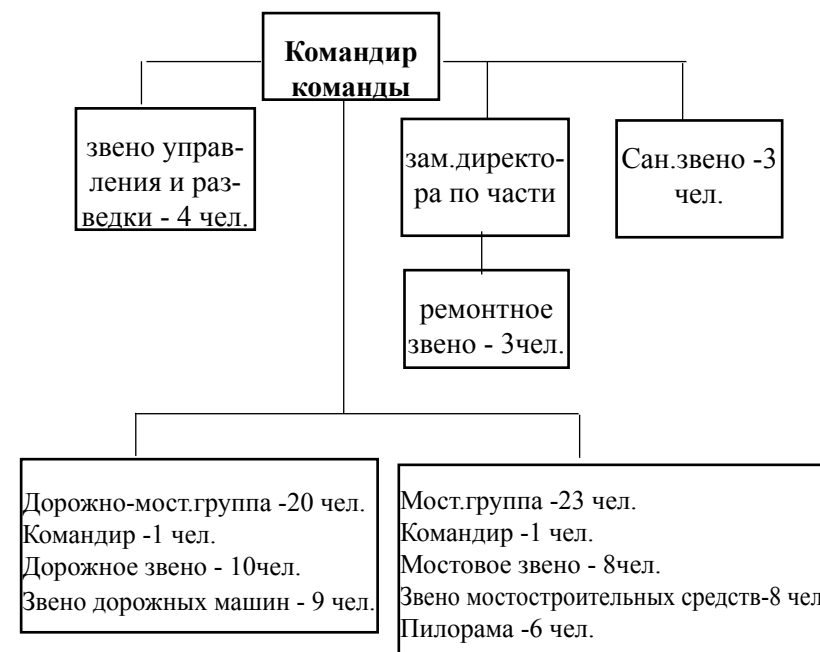 Командир
команды
звено управ-
ления и раз-
ведки - 4 чел.
зам.директо-
ра по части
Сан.звено -3
чел.
ремонтное
звено - 3чел.
Дорожно-мост.группа -20 чел.
Командир -1 чел.
Дорожное звено - 10чел.
Звено дорожных машин - 9 чел.
Мост.группа -23 чел.
Командир -1 чел.
Мостовое звено - 8чел.
Звено мостостроительных средств-8 чел
Пилорама -6 чел.